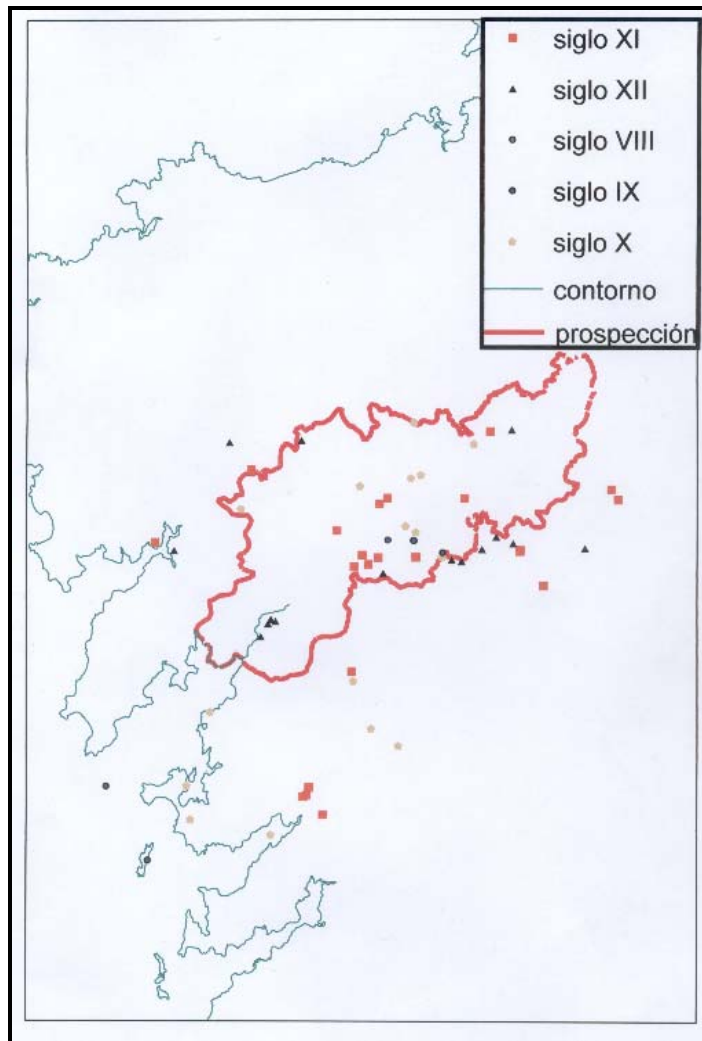 siglo XI
siglo XII
siglo VIII
siglo IX
siglo X
contorno
prospección